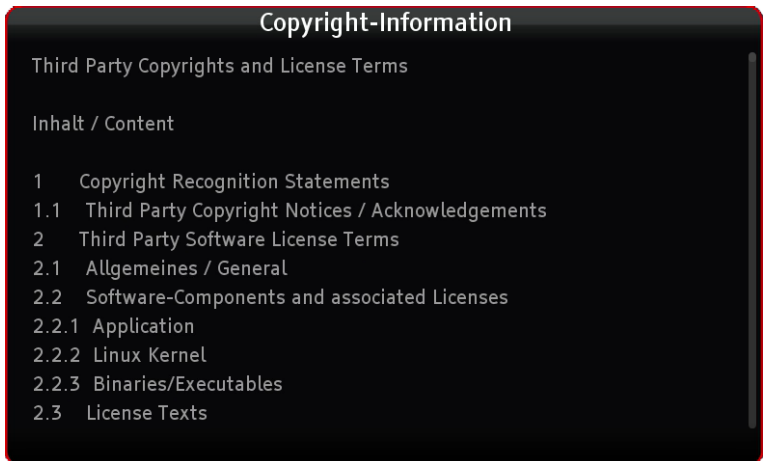 Copyright-Information
Third Party Copyrights and License Terms
Inhalt / Content
1 Copyright Recognition Statements
1.1 Third Party Copyright Notices / Acknowledgements
2 Third Party Software License Terms
2.1 Allgemeines / General
2.2 Software-Components and associated Licenses
2.2.1 Application
2.2.2 Linux Kernel
2.2.3 Binaries/Executables
2.3 License Texts